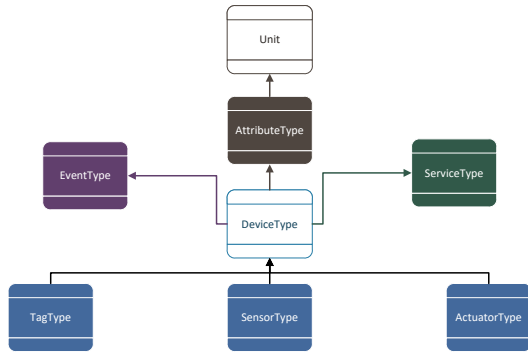 Unit
AttributeType
EventType
ServiceType
DeviceType
TagType
SensorType
ActuatorType